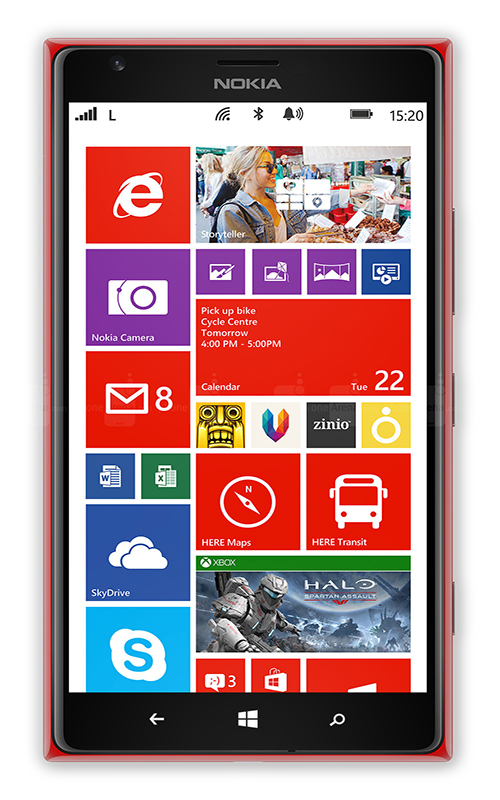 NOKIA
L
15:20
Storyteller
Nokia Camera
Pick up bike
Cycle Centre
Tomorrow
4:00 PM - 5:00PM
Calendar
Tue 22
8
zinio
HERE Maps
HERE Transit
SkyDrive
XBOX
HALO
SPARTAN ASSAULT
S
3